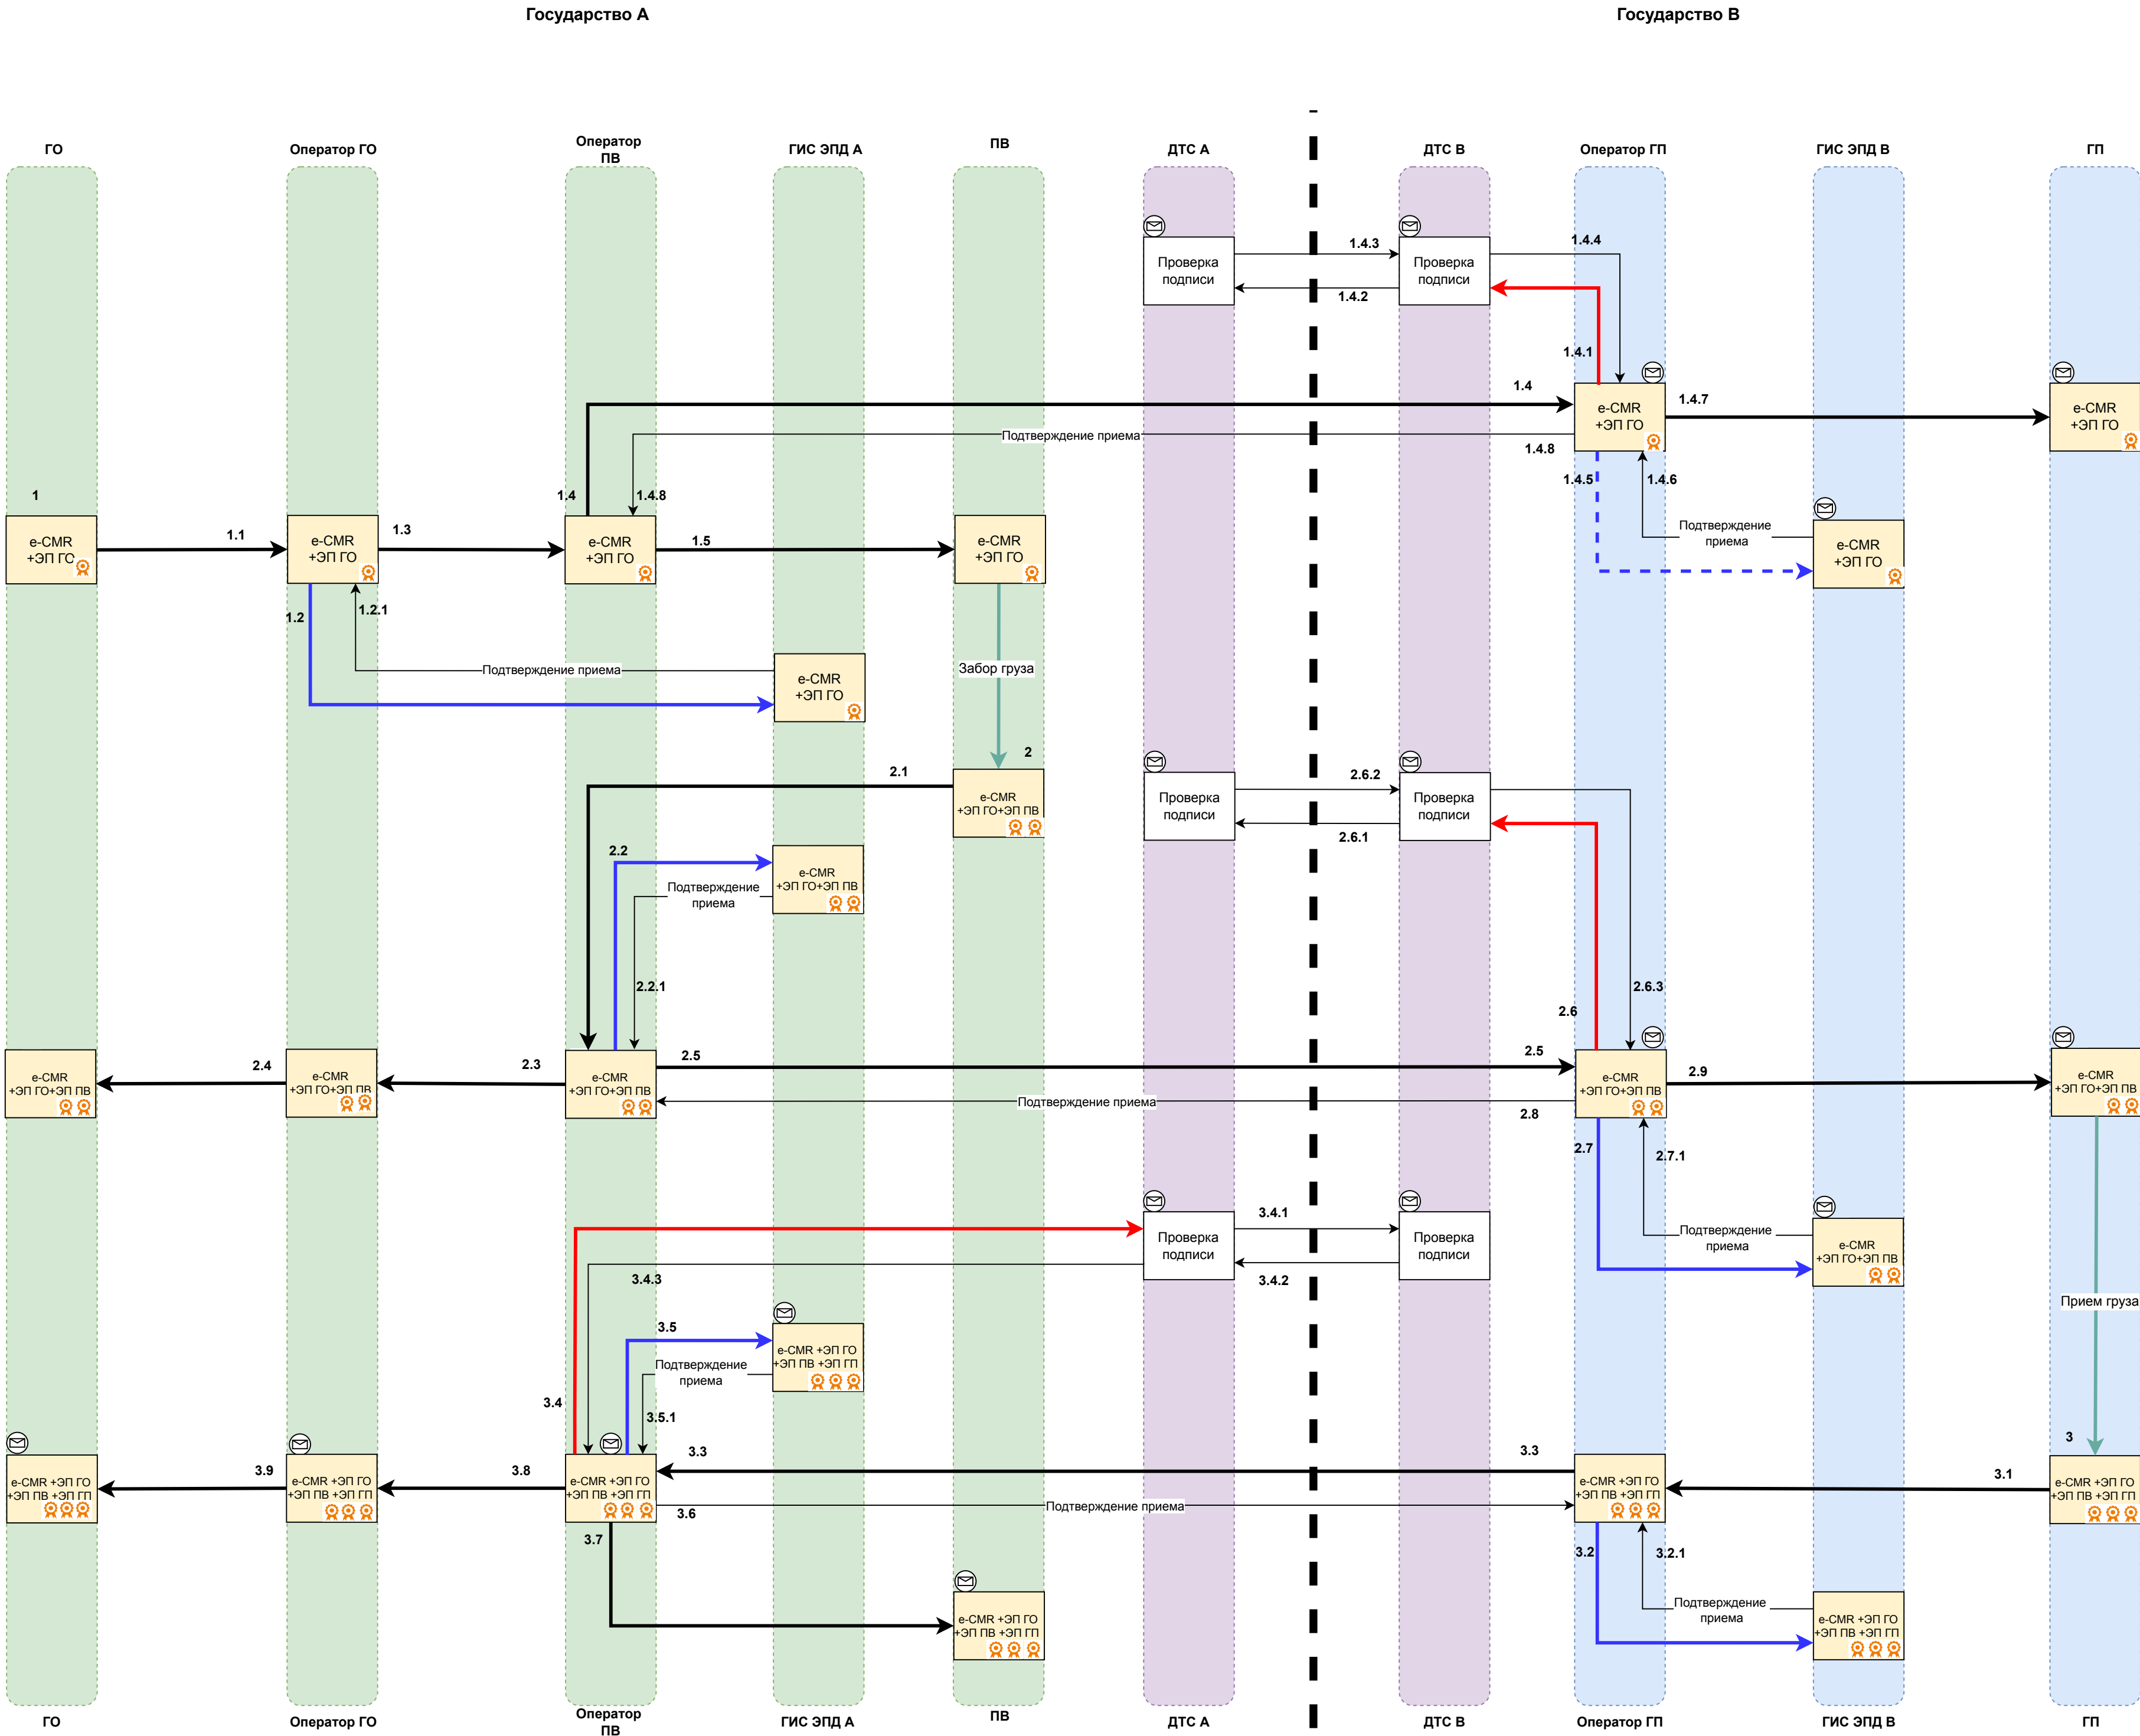 Государство А
Государство В
ГО
Оператор ГО
Оператор
ПВ
ГИС ЭПД А
ПВ
ДТС А
ДТС В
Оператор ГП
ГИС ЭПД В
ГП
Проверка
подписи
1.4.3
1.4.2
Проверка
подписи
1.4.4
1.4.1
1.4
e-CMR
+ЭП ГО
1.4.7
e-CMR
+ЭП ГО
Подтверждение приема
1.4.8
1.4.5
1.4.6
Подтверждение
приема
e-CMR
+ЭП ГО
1
e-CMR
+ЭП ГО
1.1
e-CMR
+ЭП ГО
1.3
1.4
1.4.8
e-CMR
+ЭП ГО
1.5
e-CMR
+ЭП ГО
1.2
1.2.1
Подтверждение приема
e-CMR
+ЭП ГО
Забор груза
2
2.1
e-CMR
+ЭП ГО+ЭП ПВ
Проверка
подписи
2.6.2
2.6.1
Проверка
подписи
2.2
e-CMR
+ЭП ГО+ЭП ПВ
Подтверждение
приема
2.2.1
2.6.3
2.6
e-CMR
+ЭП ГО+ЭП ПВ
2.4
e-CMR
+ЭП ГО+ЭП ПВ
2.3
e-CMR
+ЭП ГО+ЭП ПВ
2.5
2.5
e-CMR
+ЭП ГО+ЭП ПВ
2.9
e-CMR
+ЭП ГО+ЭП ПВ
Подтверждение приема
2.8
2.7
2.7.1
Подтверждение
приема
e-CMR
+ЭП ГО+ЭП ПВ
Проверка
подписи
3.4.1
3.4.2
Проверка
подписи
3.4.3
Прием груза
3.5
e-CMR +ЭП ГО
+ЭП ПВ +ЭП ГП
Подтверждение
приема
3.4
3.5.1
3
e-CMR +ЭП ГО
+ЭП ПВ +ЭП ГП
3.9
e-CMR +ЭП ГО
+ЭП ПВ +ЭП ГП
3.8
e-CMR +ЭП ГО
+ЭП ПВ +ЭП ГП
3.3
3.3
e-CMR +ЭП ГО
+ЭП ПВ +ЭП ГП
3.1
e-CMR +ЭП ГО
+ЭП ПВ +ЭП ГП
3.6
Подтверждение приема
3.7
3.2
3.2.1
e-CMR +ЭП ГО
+ЭП ПВ +ЭП ГП
Подтверждение
приема
e-CMR +ЭП ГО
+ЭП ПВ +ЭП ГП
ГО
Оператор ГО
Оператор
ПВ
ГИС ЭПД А
ПВ
ДТС А
ДТС В
Оператор ГП
ГИС ЭПД В
ГП